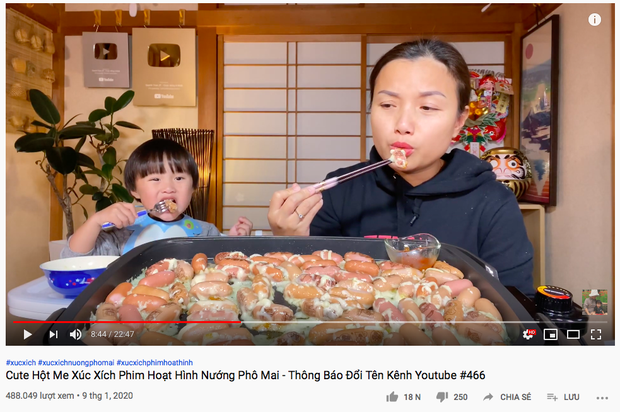 8:44 / 22:47
HD
#xucxich #xucxichnuongphomai #xucxichphimhoathinh
Cute Hột Me Xúc Xích Phim Hoạt Hình Nướng Phô Mai - Thông Báo Đổi Tên Kênh Youtube #466
488.049 lượt xem • 9 thg 1, 2020
18 N
250
CHIA SẺ
LƯU